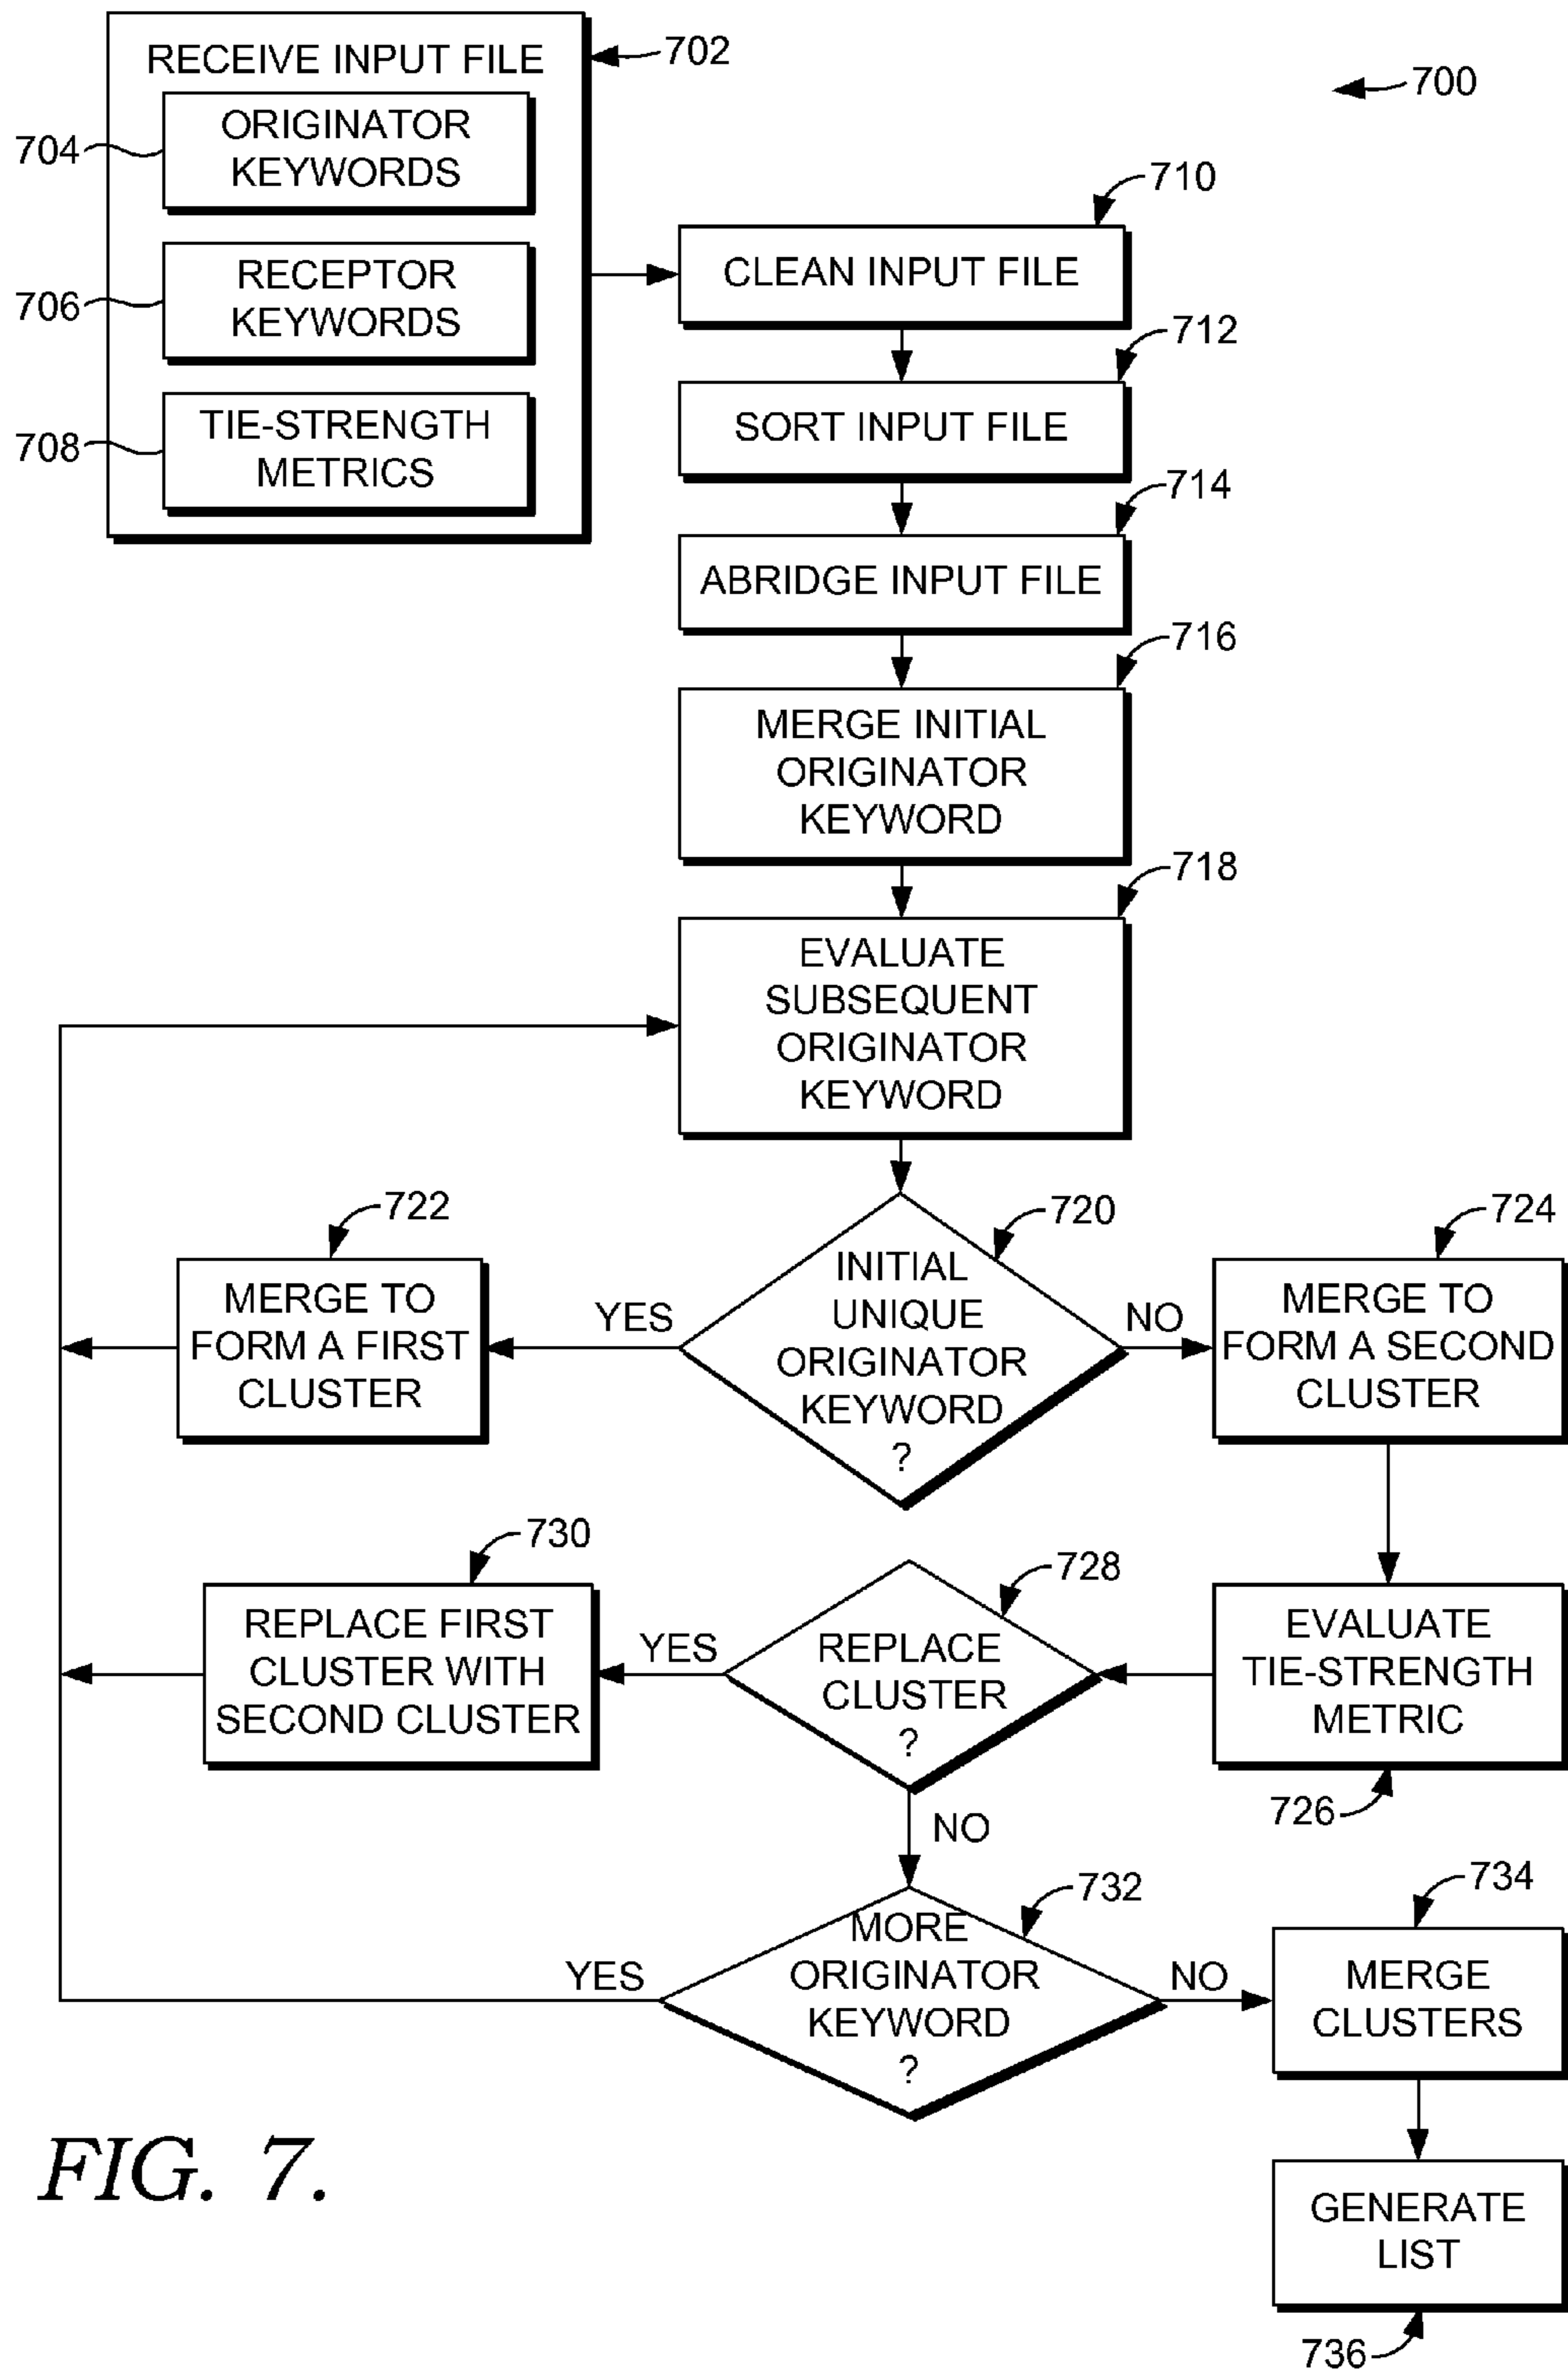 RECEIVE INPUT FILE
702
700
704
ORIGINATOR
KEYWORDS
706
RECEPTOR
KEYWORDS
708
TIE-STRENGTH
METRICS
710
CLEAN INPUT FILE
712
SORT INPUT FILE
714
ABRIDGE INPUT FILE
716
MERGE INITIAL
ORIGINATOR
KEYWORD
718
EVALUATE
SUBSEQUENT
ORIGINATOR
KEYWORD
720
INITIAL
UNIQUE
ORIGINATOR
KEYWORD
?
YES
722
MERGE TO
FORM A FIRST
CLUSTER
NO
724
MERGE TO
FORM A SECOND
CLUSTER
EVALUATE
TIE-STRENGTH
METRIC
726
728
REPLACE
CLUSTER
?
YES
730
REPLACE FIRST
CLUSTER WITH
SECOND CLUSTER
NO
732
MORE
ORIGINATOR
KEYWORD
?
YES
NO
734
MERGE
CLUSTERS
GENERATE
LIST
736
FIG. 7.